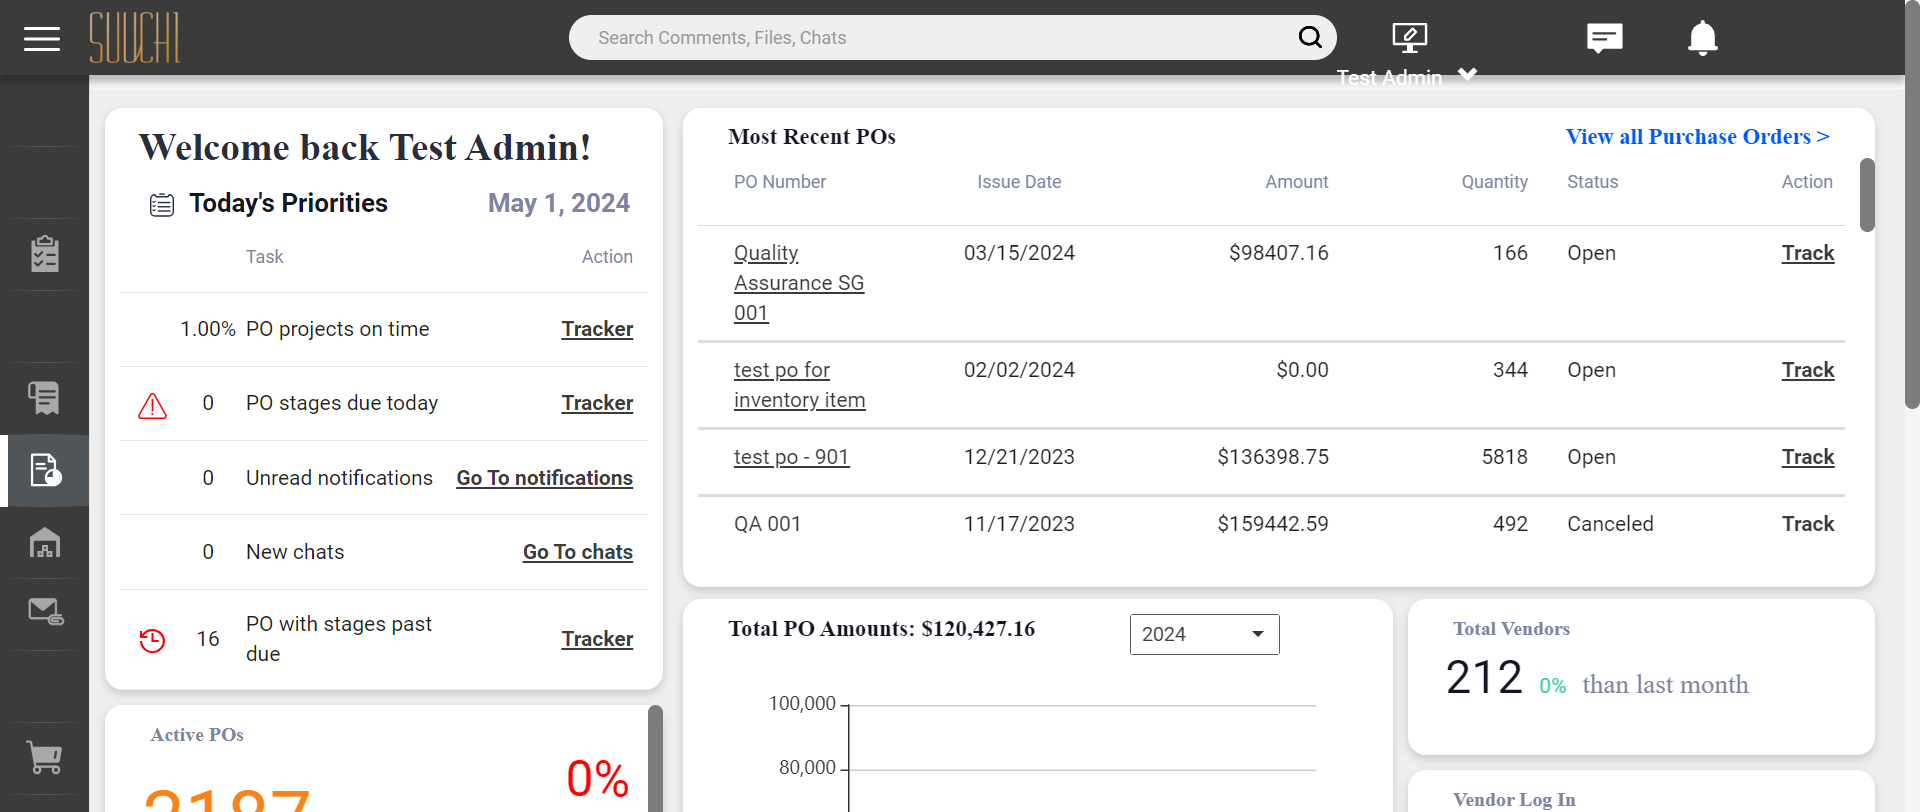 SUUCHI
Search Comments, Files, Chats
Test Admin
Welcome back Test Admin!
Today's Priorities May 1, 2024
Task Action
1.00% PO projects on time Tracker
0 PO stages due today Tracker
0 Unread notifications Go To notifications
0 New chats Go To chats
16 PO with stages past
due Tracker
Active POs
0%
2187
Most Recent POs View all Purchase Orders >
PO Number Issue Date Amount Quantity Status Action
Quality
Assurance SG
001 03/15/2024 $98407.16 166 Open Track
test po for
inventory item 02/02/2024 $0.00 344 Open Track
test po - 901 12/21/2023 $136398.75 5818 Open Track
QA 001 11/17/2023 $159442.59 492 Canceled Track
Total PO Amounts: $120,427.16 2024
100,000
80,000
Total Vendors
212 0% than last month
Vendor Log In